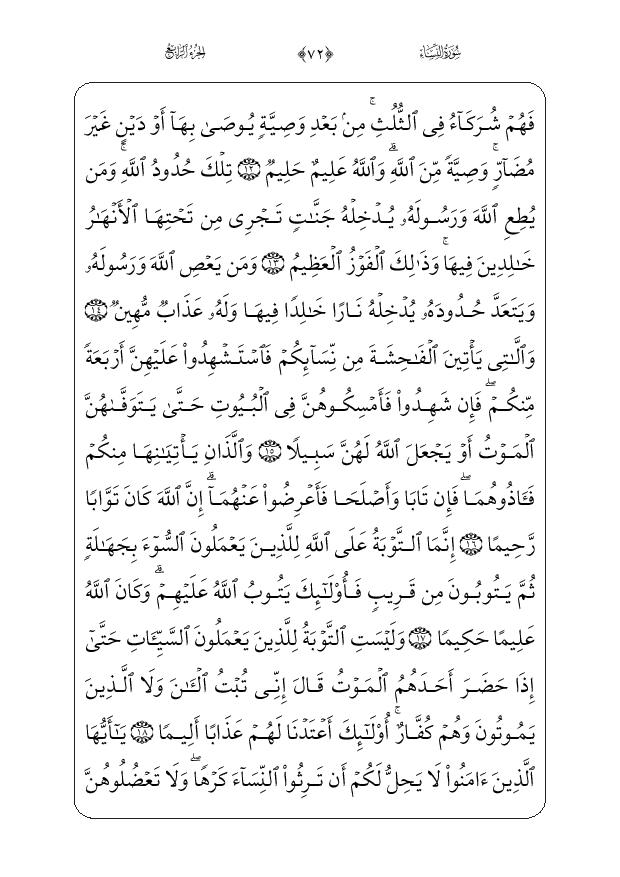 سُورَةُ النِّسَاءِ ﴿٧٢﴾ الجُزْءُ الرَّابِعُ
فَهُمۡ شُرَكَآءُ فِى ٱلثُّلُثِۚ مِنۢ بَعۡدِ وَصِيَّةٍ يُوصَىٰ بِهَآ أَوۡ دَيۡنٍ غَيۡرَ
مُضَآرٍّۚ وَصِيَّةً مِّنَ ٱللَّهِۗ وَٱللَّهُ عَلِيمٌ حَلِيمٌ ١٢ تِلۡكَ حُدُودُ ٱللَّهِۚ وَمَن
يُطِعِ ٱللَّهَ وَرَسُولَهُۥ يُدۡخِلۡهُ جَنَّـٰتٍ تَجۡرِى مِن تَحۡتِهَا ٱلۡأَنۡهَـٰرُ
خَـٰلِدِينَ فِيهَاۚ وَذَٰلِكَ ٱلۡفَوۡزُ ٱلۡعَظِيمُ ١٣ وَمَن يَعۡصِ ٱللَّهَ وَرَسُولَهُۥ
وَيَتَعَدَّ حُدُودَهُۥ يُدۡخِلۡهُ نَارًا خَـٰلِدًا فِيهَا وَلَهُۥ عَذَابٌ مُّهِينٌ ١٤
وَٱلَّـٰتِى يَأۡتِينَ ٱلۡفَـٰحِشَةَ مِن نِّسَآئِكُمۡ فَٱسۡتَشۡهِدُواْ عَلَيۡهِنَّ أَرۡبَعَةً
مِّنكُمۡۖ فَإِن شَهِدُواْ فَأَمۡسِكُوهُنَّ فِى ٱلۡبُيُوتِ حَتَّىٰ يَتَوَفَّىٰهُنَّ
ٱلۡمَوۡتُ أَوۡ يَجۡعَلَ ٱللَّهُ لَهُنَّ سَبِيلًا ١٥ وَٱلَّذَانِ يَأۡتِيَـٰنِهَا مِنكُمۡ
فَـَٔاذُوهُمَاۖ فَإِن تَابَا وَأَصۡلَحَا فَأَعۡرِضُواْ عَنۡهُمَآۗ إِنَّ ٱللَّهَ كَانَ تَوَّابًا
رَّحِيمًا ١٦ إِنَّمَا ٱلتَّوۡبَةُ عَلَى ٱللَّهِ لِلَّذِينَ يَعۡمَلُونَ ٱلسُّوٓءَ بِجَهَـٰلَةٍ
ثُمَّ يَتُوبُونَ مِن قَرِيبٍ فَأُوْلَـٰٓئِكَ يَتُوبُ ٱللَّهُ عَلَيۡهِمۡۗ وَكَانَ ٱللَّهُ
عَلِيمًا حَكِيمًا ١٧ وَلَيۡسَتِ ٱلتَّوۡبَةُ لِلَّذِينَ يَعۡمَلُونَ ٱلسَّيِّـَٔاتِ حَتَّىٰٓ
إِذَا حَضَرَ أَحَدَهُمُ ٱلۡمَوۡتُ قَالَ إِنِّى تُبۡتُ ٱلۡـَٔـٰنَ وَلَا ٱلَّذِينَ
يَمُوتُونَ وَهُمۡ كُفَّارٌۚ أُوْلَـٰٓئِكَ أَعۡتَدۡنَا لَهُمۡ عَذَابًا أَلِيمًا ١٨ يَـٰٓأَيُّهَا
ٱلَّذِينَ ءَامَنُواْ لَا يَحِلُّ لَكُمۡ أَن تَرِثُواْ ٱلنِّسَآءَ كَرۡهًاۖ وَلَا تَعۡضُلُوهُنَّ